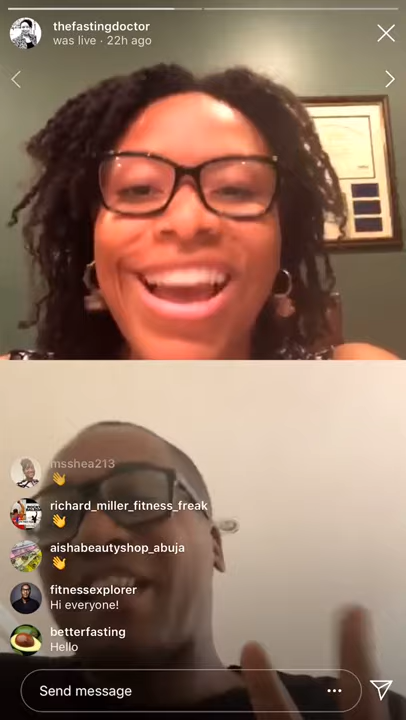 thefastingdoctor
was live · 22h ago
msshea213
👋
richard_miller_fitness_freak
👋
aishabeautyshop_abuja
👋
fitnessexplorer
Hi everyone!
betterfasting
Hello
Send message